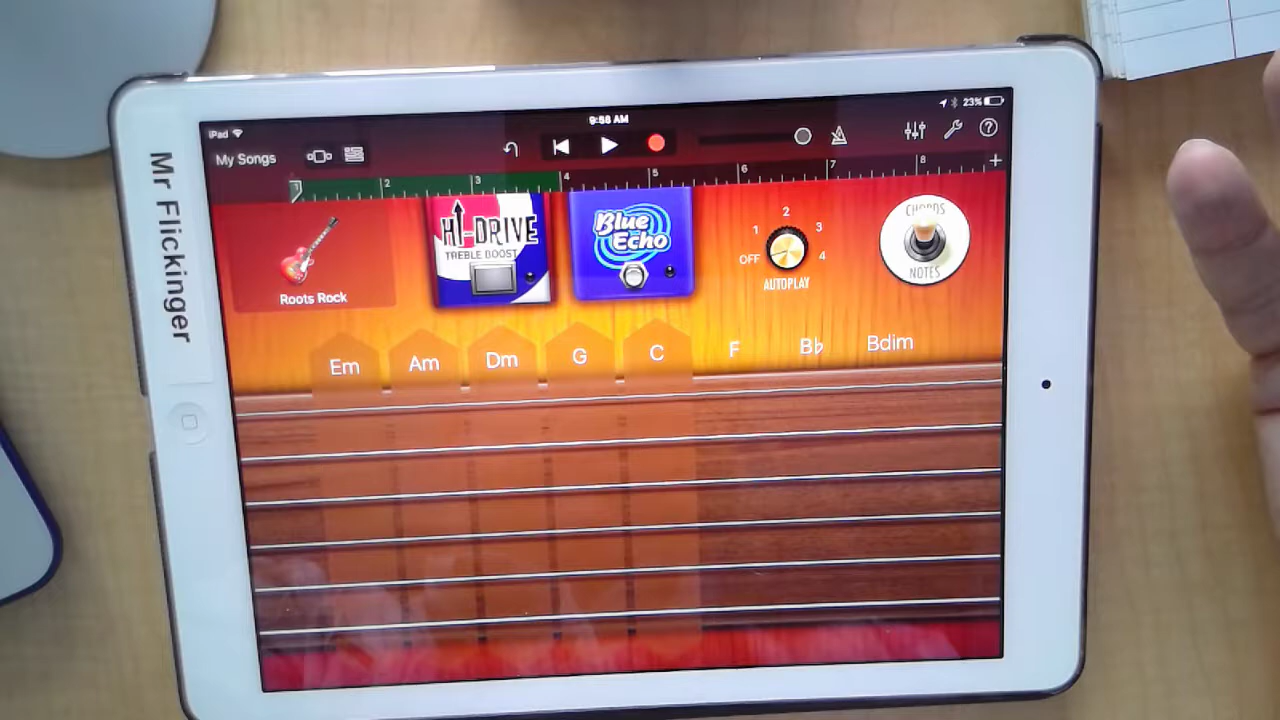 Mr Flickinger
iPad
9:58 AM
23%
My Songs
1 2 3 4 5 6 7 8
HI-DRIVE
TREBLE BOOST
Blue
Echo
Roots Rock
OFF 1 2 3 4
AUTOPLAY
CHORDS
NOTES
Em Am Dm G C F B♭ Bdim